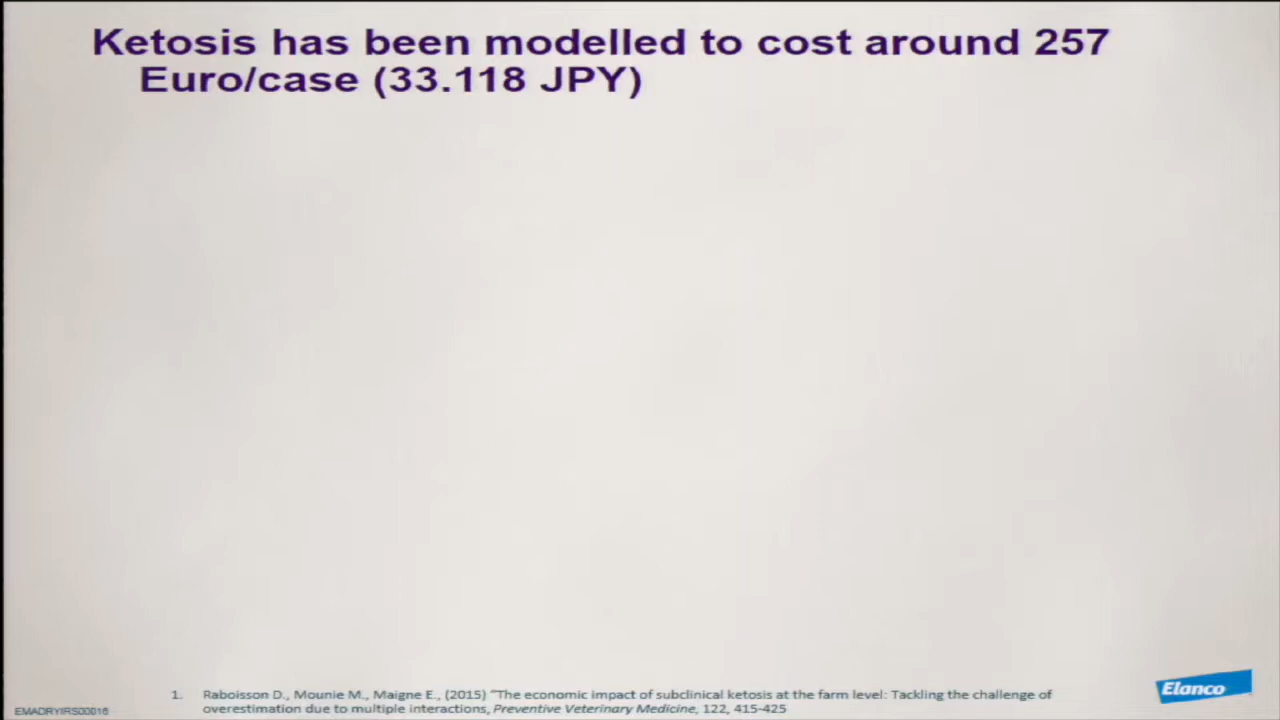 Ketosis has been modelled to cost around 257
Euro/case (33.118 JPY)
1. Raboisson D., Mounie M., Maigne E., (2015) "The economic impact of subclinical ketosis at the farm level: Tackling the challenge of
overestimation due to multiple interactions, Preventive Veterinary Medicine, 122, 415-425
EMADRYIRS00016
Elanco